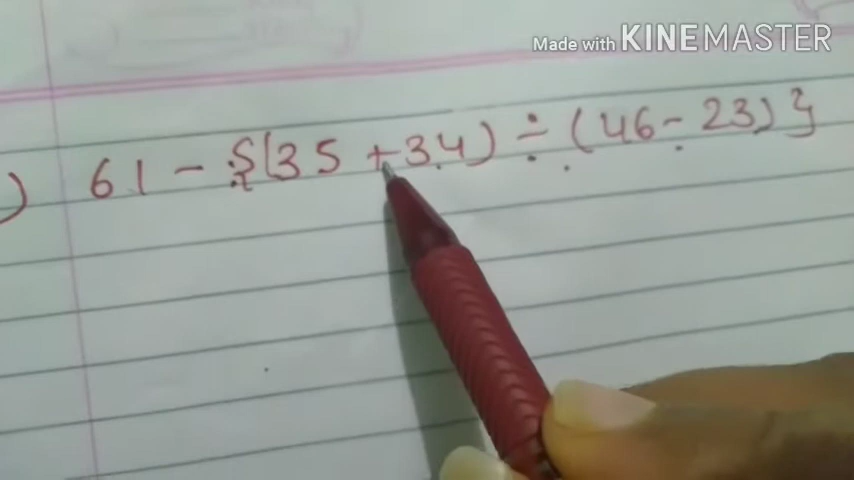 Made with KINEMASTER
) 61 - {(35 + 34) ÷ (46 - 23)}